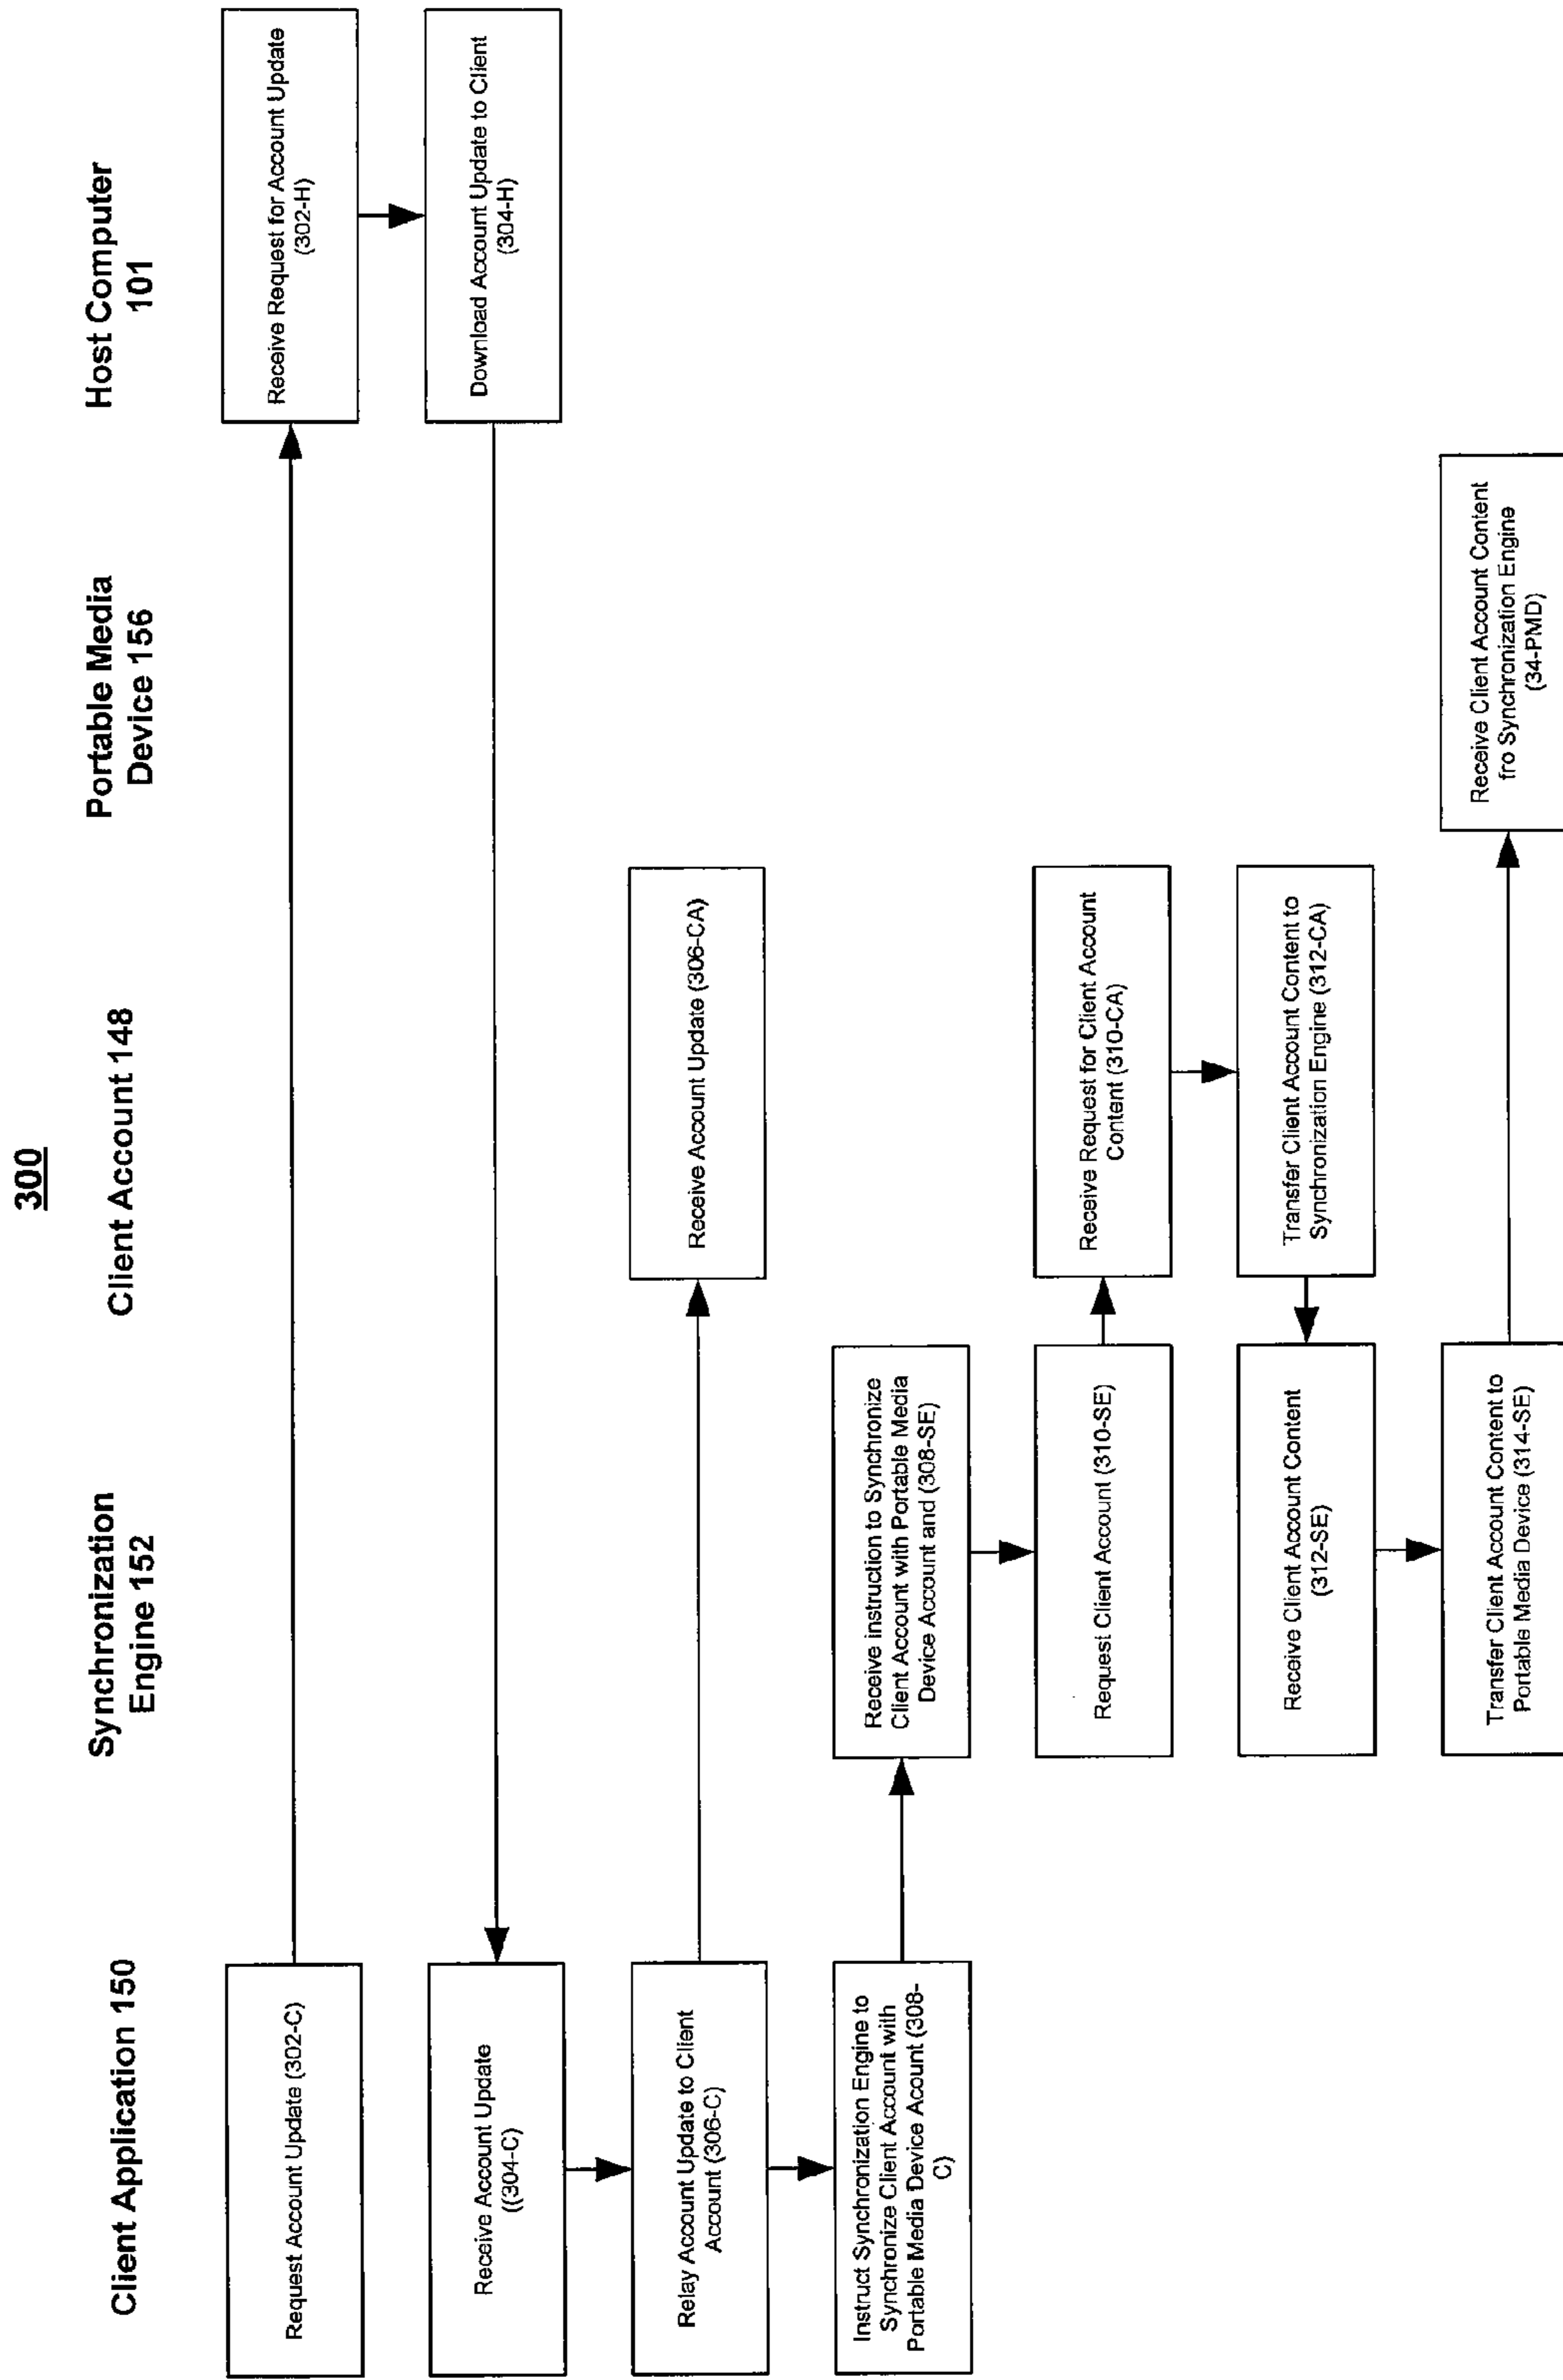 300
Client Application 150
Synchronization
Engine 152
Client Account 148
Portable Media
Device 156
Host Computer
101
Request Account Update (302-C)
Receive Request for Account Update
(302-H)
Receive Account Update
((304-C)
Download Account Update to Client
(304-H)
Relay Account Update to Client
Account (306-C)
Receive Account Update (306-CA)
Instruct Synchronization Engine to
Synchronize Client Account with
Portable Media Device Acount (308-
C)
Receive instruction to Synchronize
Client Account with Portable Media
Device Account and (308-SE)
Request Client Account (310-SE)
Receive Request for Client Account
Content (310-CA)
Receive Client Account Content
(312-SE)
Transfer Client Account Content to
Synchronization Engine (312-CA)
Transfer Client Account Content to
Portable Media Device (314-SE)
Receive Client Account Content
fro Synchronization Engine
(34-PMD)